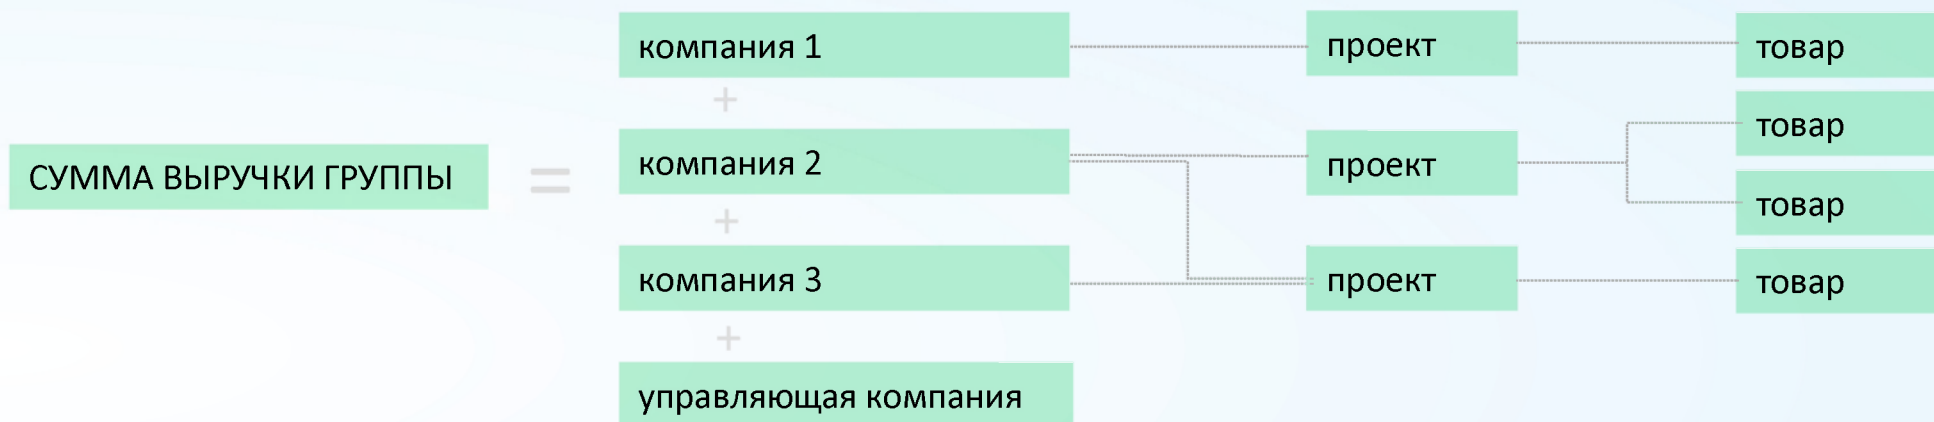 компания 1
проект
товар
+
товар
СУММА ВЫРУЧКИ ГРУППЫ
=
компания 2
проект
товар
+
компания 3
проект
товар
+
управляющая компания